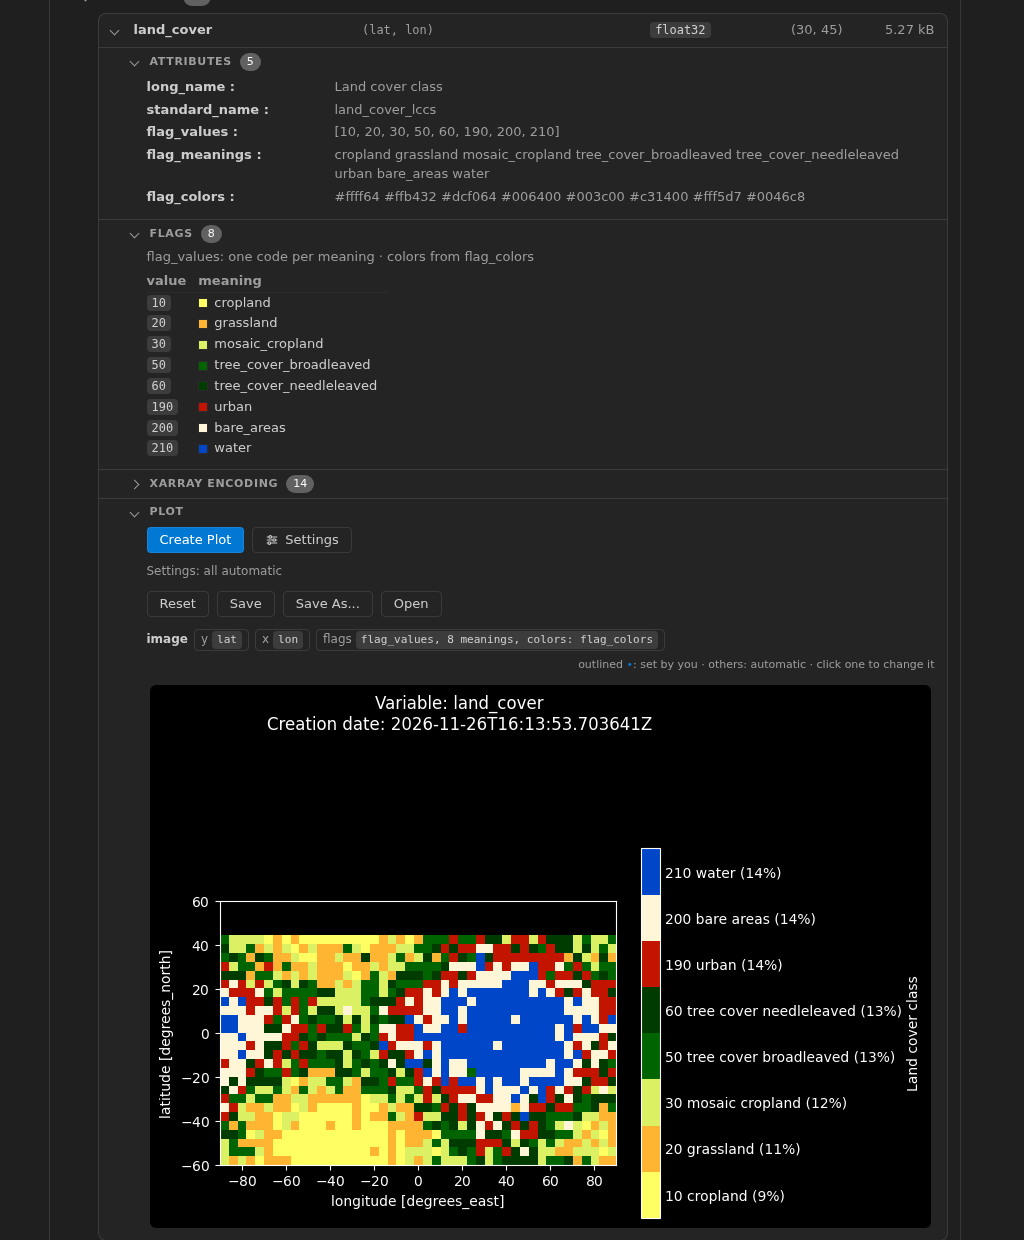 land_cover (lat, lon) float32 (30, 45) 5.27 kB
ATTRIBUTES 5
long_name : Land cover class
standard_name : land_cover_lccs
flag_values : [10, 20, 30, 50, 60, 190, 200, 210]
flag_meanings : cropland grassland mosaic_cropland tree_cover_broadleaved tree_cover_needleleaved
urban bare_areas water
flag_colors : #ffff64 #ffb432 #dcf064 #006400 #003c00 #c31400 #fff5d7 #0046c8
FLAGS 8
flag_values: one code per meaning · colors from flag_colors
value meaning
10 cropland
20 grassland
30 mosaic_cropland
50 tree_cover_broadleaved
60 tree_cover_needleleaved
190 urban
200 bare_areas
210 water
XARRAY ENCODING 14
PLOT
Create Plot Settings
Settings: all automatic
Reset Save Save As... Open
image y lat x lon flags flag_values, 8 meanings, colors: flag_colors
outlined •: set by you · others: automatic · click one to change it
Variable: land_cover
Creation date: 2026-11-26T16:13:53.703641Z
60
40
20
0
−20
−40
−60
latitude [degrees_north]
−80 −60 −40 −20 0 20 40 60 80
longitude [degrees_east]
210 water (14%)
200 bare areas (14%)
190 urban (14%)
60 tree cover needleleaved (13%)
50 tree cover broadleaved (13%)
30 mosaic cropland (12%)
20 grassland (11%)
10 cropland (9%)
Land cover class